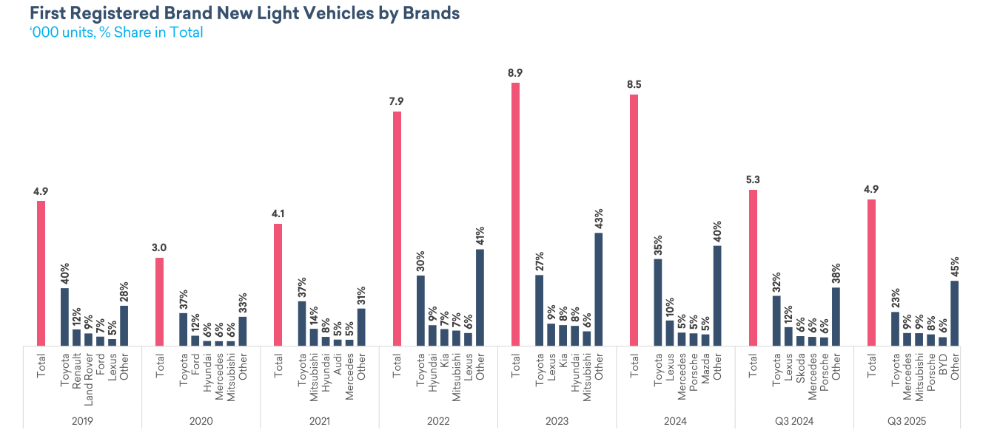 First Registered Brand New Light Vehicles by Brands
‘000 units, % Share in Total
4.9
40%
12%
9%
7%
5%
28%
3.0
37%
12%
6%
6%
6%
33%
4.1
37%
14%
8%
5%
5%
31%
7.9
30%
9%
7%
7%
6%
41%
8.9
27%
9%
8%
8%
6%
43%
8.5
35%
10%
5%
5%
5%
40%
5.3
32%
12%
6%
6%
6%
38%
4.9
23%
9%
9%
8%
6%
45%
Total
Toyota
Renault
Land Rover
Ford
Lexus
Other
Total
Toyota
Ford
Hyundai
Mercedes
Mitsubishi
Other
Total
Toyota
Mitsubishi
Hyundai
Audi
Mercedes
Other
Total
Toyota
Hyundai
Kia
Mitsubishi
Lexus
Other
Total
Toyota
Lexus
Kia
Hyundai
Mitsubishi
Other
Total
Toyota
Lexus
Mercedes
Porsche
Mazda
Other
Total
Toyota
Lexus
Skoda
Mercedes
Porsche
Other
Total
Toyota
Mercedes
Mitsubishi
Porsche
BYD
Other
2019
2020
2021
2022
2023
2024
Q3 2024
Q3 2025